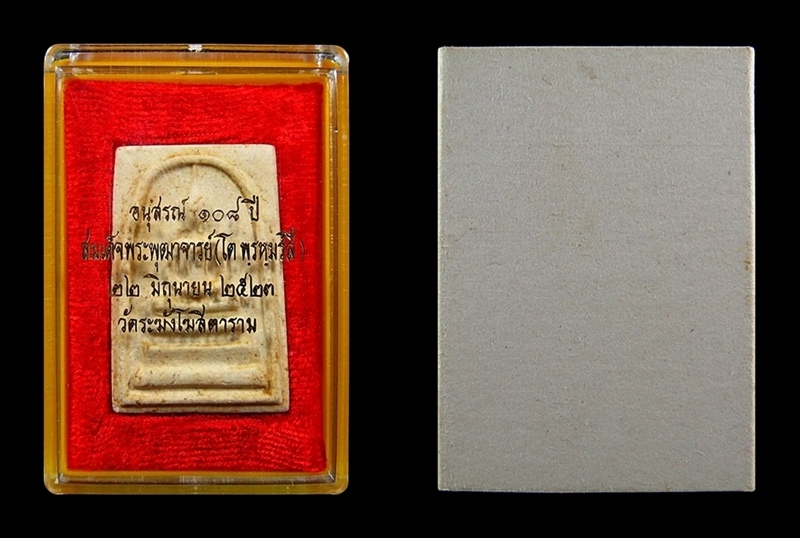 อนุสรณ์ ๑๐๘ ปี
สมเด็จพระพุฒาจารย์ (โต พฺรหฺมรํสี)
๒๒ มิถุนายน ๒๕๒๓
วัดระฆังโฆสิตาราม